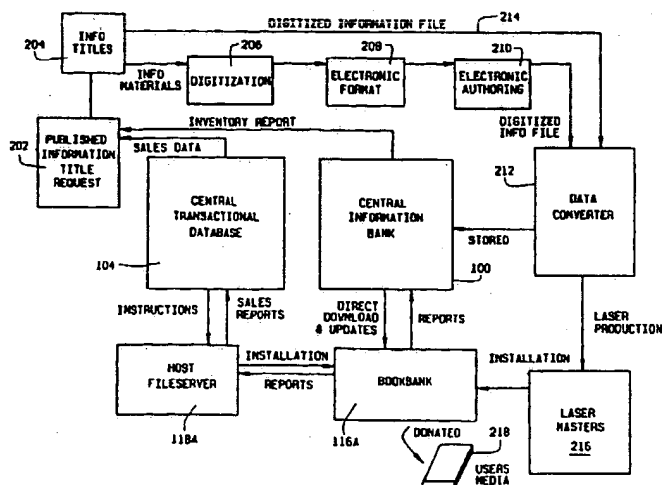 DIGITIZED INFORMATION FILE
214
204
INFO
TITLES
206
208
210
INFO
MATERIALS
DIGITIZATION
ELECTRONIC
FORMAT
ELECTRONIC
AUTHORING
INVENTORY REPORT
DIGITIZED
INFO FILE
202
PUBLISHED
INFORMATION
TITLE
REQUEST
SALES DATA
212
CENTRAL
TRANSACTIONAL
DATABASE
104
CENTRAL
INFORMATION
BANK
100
DATA
CONVERTER
STORED
INSTRUCTIONS
SALES
REPORTS
DIRECT
DOWNLOAD
& UPDATES
REPORTS
LASER
PRODUCTION
HOST
FILESERVER
118A
INSTALLATION
REPORTS
BOOKBANK
116A
INSTALLATION
LASER
MASTERS
216
DONATED
218
USERS
MEDIA